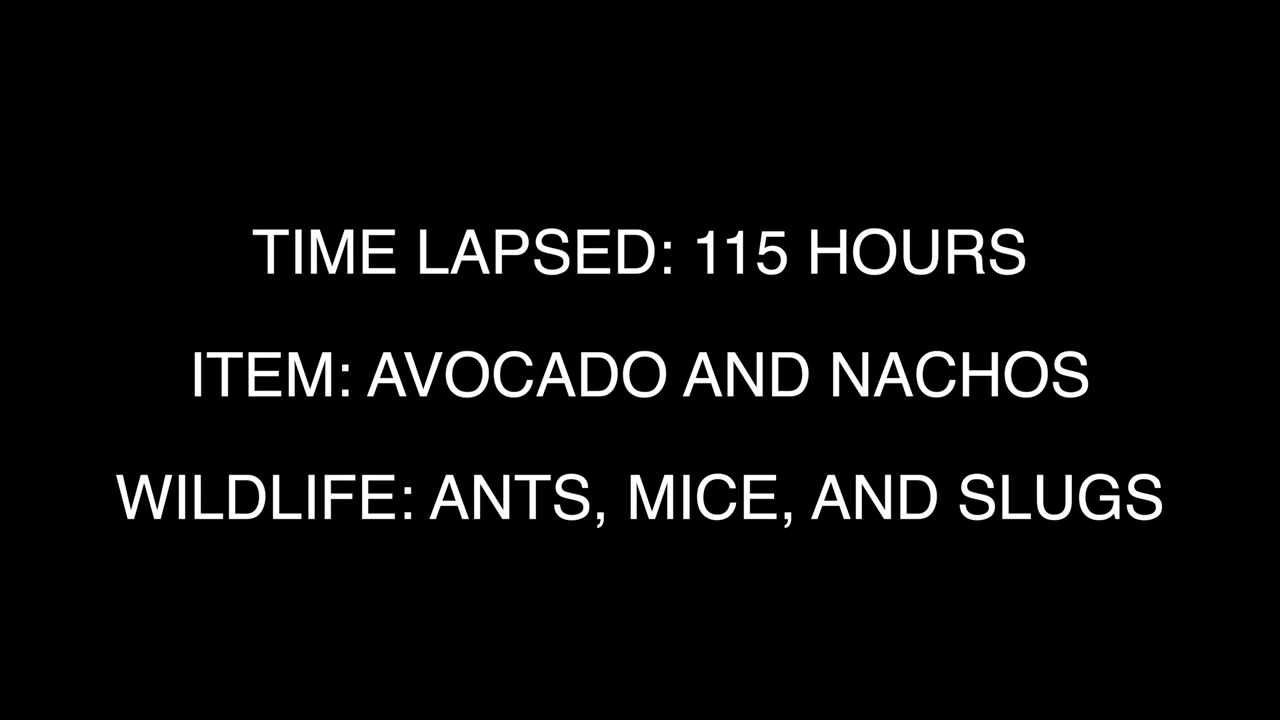 TIME LAPSED: 115 HOURS
ITEM: AVOCADO AND NACHOS
WILDLIFE: ANTS, MICE, AND SLUGS